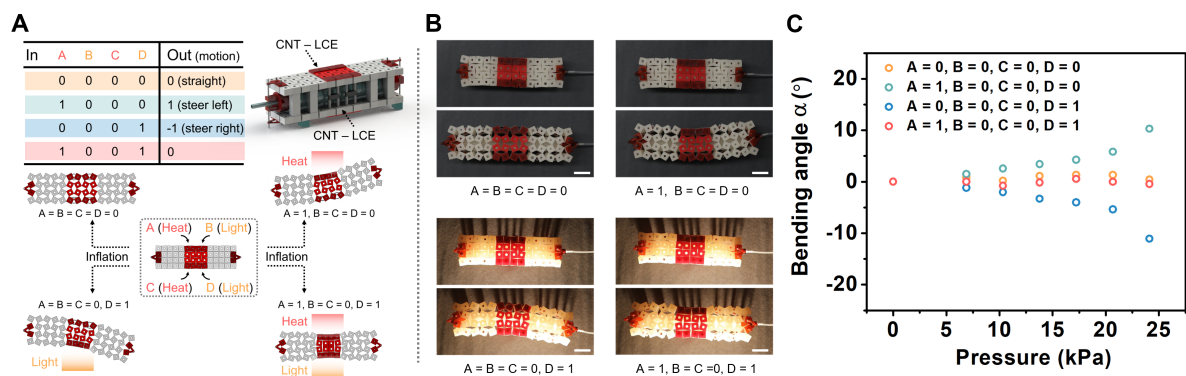 A
In A B C D Out (motion)
0 0 0 0 0 (straight)
1 0 0 0 1 (steer left)
0 0 0 1 -1 (steer right)
1 0 0 1 0
CNT – LCE
CNT – LCE
A = B = C = D = 0
Heat
A = 1, B = C = D = 0
A (Heat) B (Light)
C (Heat) D (Light)
Inflation
Inflation
A = B = C = 0, D = 1
Light
A = 1, B = C = 0, D = 1
Heat
Light
B
A = B = C = D = 0
A = 1, B = C = D = 0
A = B = C = 0, D = 1
A = 1, B = C =0, D = 1
C
Bending angle α (°)
20
10
0
-10
-20
A = 0, B = 0, C = 0, D = 0
A = 1, B = 0, C = 0, D = 0
A = 0, B = 0, C = 0, D = 1
A = 1, B = 0, C = 0, D = 1
0 5 10 15 20 25
Pressure (kPa)